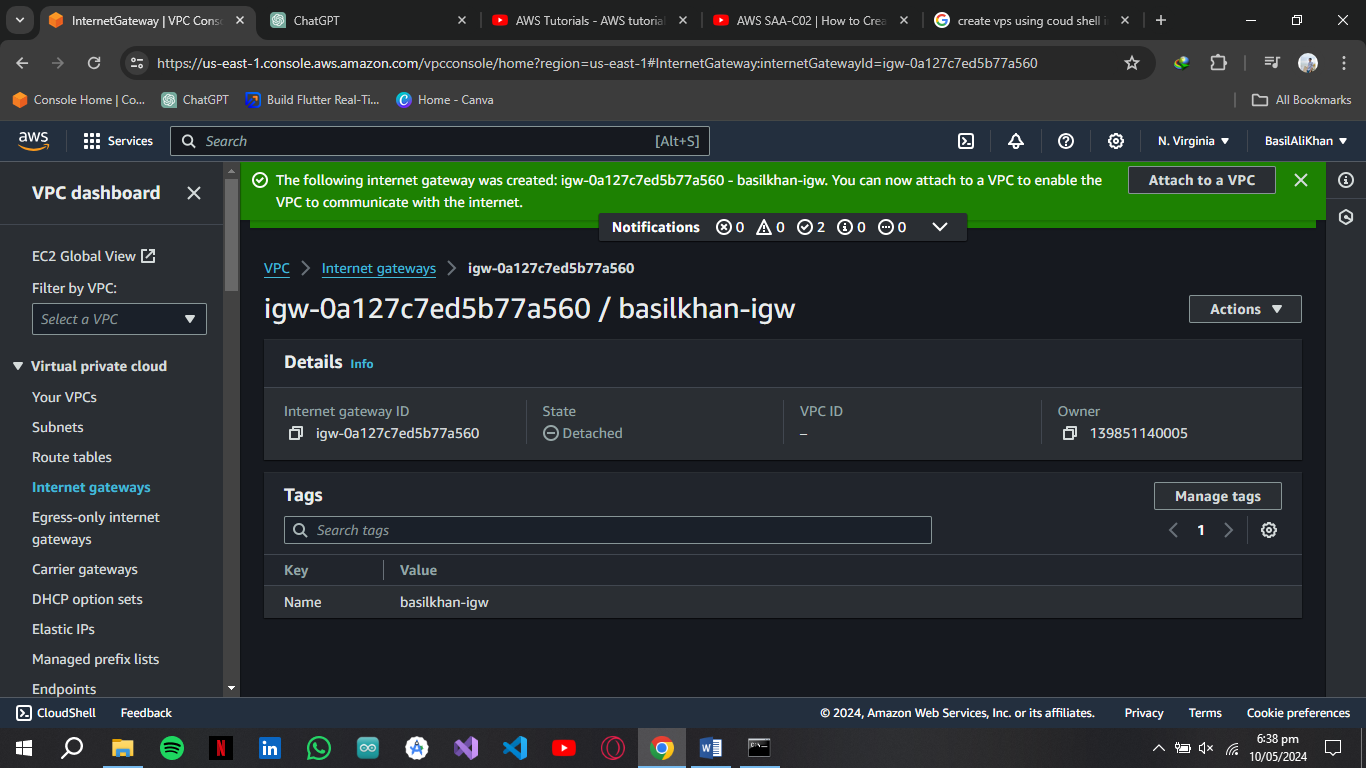 InternetGateway | VPC Cons
ChatGPT
AWS Tutorials - AWS tutorial
AWS SAA-C02 | How to Crea
create vps using coud shell i
https://us-east-1.console.aws.amazon.com/vpcconsole/home?region=us-east-1#InternetGateway:internetGatewayId=igw-0a127c7ed5b77a560
Console Home | Co...
ChatGPT
Build Flutter Real-Ti...
Home - Canva
All Bookmarks
aws
Services
Search
[Alt+S]
N. Virginia
BasilAliKhan
VPC dashboard
EC2 Global View
Filter by VPC:
Select a VPC
Virtual private cloud
Your VPCs
Subnets
Route tables
Internet gateways
Egress-only internet
gateways
Carrier gateways
DHCP option sets
Elastic IPs
Managed prefix lists
Endpoints
The following internet gateway was created: igw-0a127c7ed5b77a560 - basilkhan-igw. You can now attach to a VPC to enable the
VPC to communicate with the internet.
Attach to a VPC
Notifications 0 0 2 0 0
VPC > Internet gateways > igw-0a127c7ed5b77a560
igw-0a127c7ed5b77a560 / basilkhan-igw
Actions
Details Info
Internet gateway ID
igw-0a127c7ed5b77a560
State
Detached
VPC ID
–
Owner
139851140005
Tags
Manage tags
Search tags
1
Key Value
Name basilkhan-igw
CloudShell
Feedback
© 2024, Amazon Web Services, Inc. or its affiliates.
Privacy
Terms
Cookie preferences
6:38 pm
10/05/2024